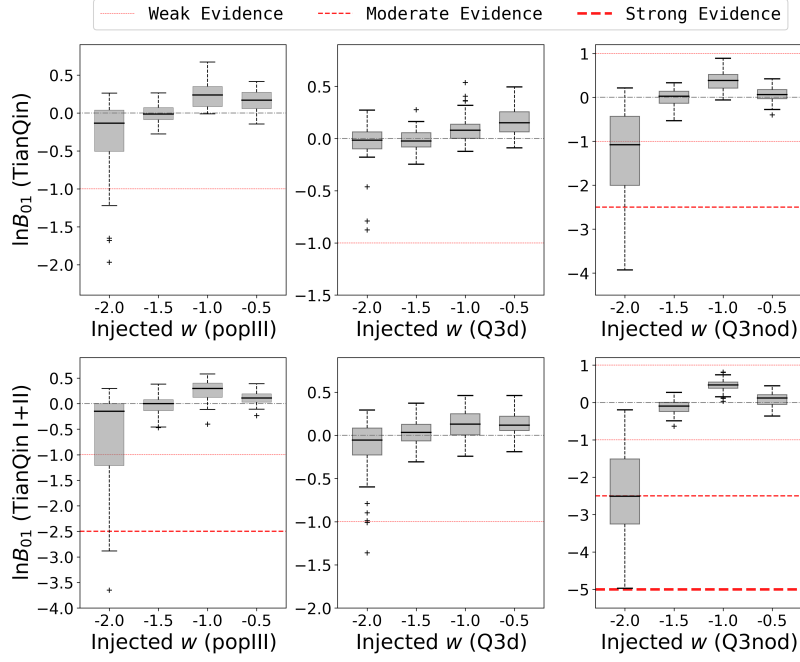 Weak Evidence Moderate Evidence Strong Evidence
lnB01 (TianQin)
0.5
0.0
−0.5
−1.0
−1.5
−2.0
-2.0 -1.5 -1.0 -0.5
Injected w (popIII)
0.5
0.0
−0.5
−1.0
−1.5
-2.0 -1.5 -1.0 -0.5
Injected w (Q3d)
1
0
−1
−2
−3
−4
-2.0 -1.5 -1.0 -0.5
Injected w (Q3nod)
lnB01 (TianQin I+II)
0.5
0.0
−0.5
−1.0
−1.5
−2.0
−2.5
−3.0
−3.5
−4.0
-2.0 -1.5 -1.0 -0.5
Injected w (popIII)
0.5
0.0
−0.5
−1.0
−1.5
−2.0
-2.0 -1.5 -1.0 -0.5
Injected w (Q3d)
1
0
−1
−2
−3
−4
−5
-2.0 -1.5 -1.0 -0.5
Injected w (Q3nod)